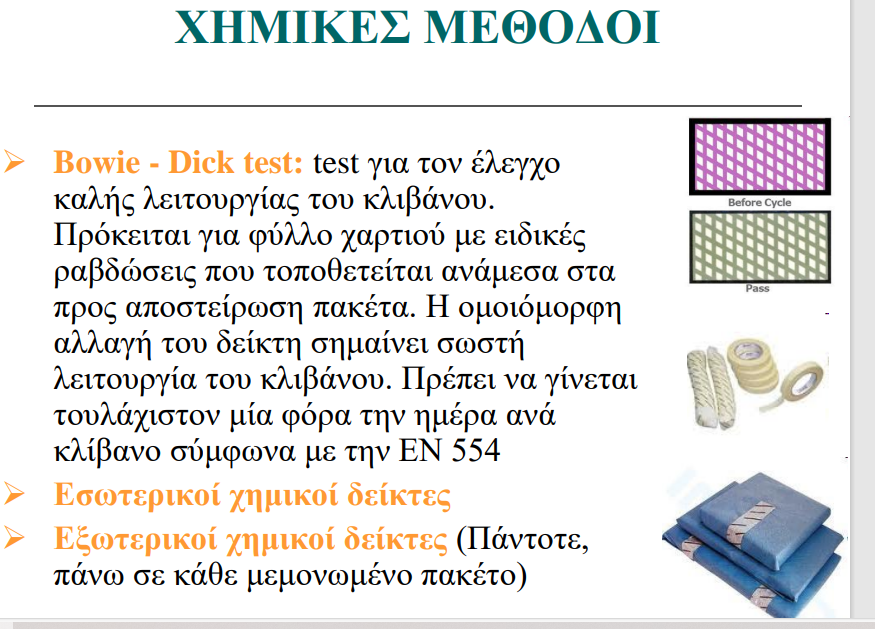 ΧΗΜΙΚΕΣ ΜΕΘΟΔΟΙ
Bowie - Dick test: test για τον έλεγχο
καλής λειτουργίας του κλιβάνου.
Πρόκειται για φύλλο χαρτιού με ειδικές
ραβδώσεις που τοποθετείται ανάμεσα στα
προς αποστείρωση πακέτα. Η ομοιόμορφη
αλλαγή του δείκτη σημαίνει σωστή
λειτουργία του κλιβάνου. Πρέπει να γίνεται
τουλάχιστον μία φόρα την ημέρα ανά
κλίβανο σύμφωνα με την EN 554
Εσωτερικοί χημικοί δείκτες
Εξωτερικοί χημικοί δείκτες (Πάντοτε,
πάνω σε κάθε μεμονωμένο πακέτο)
Before Cycle
Pass